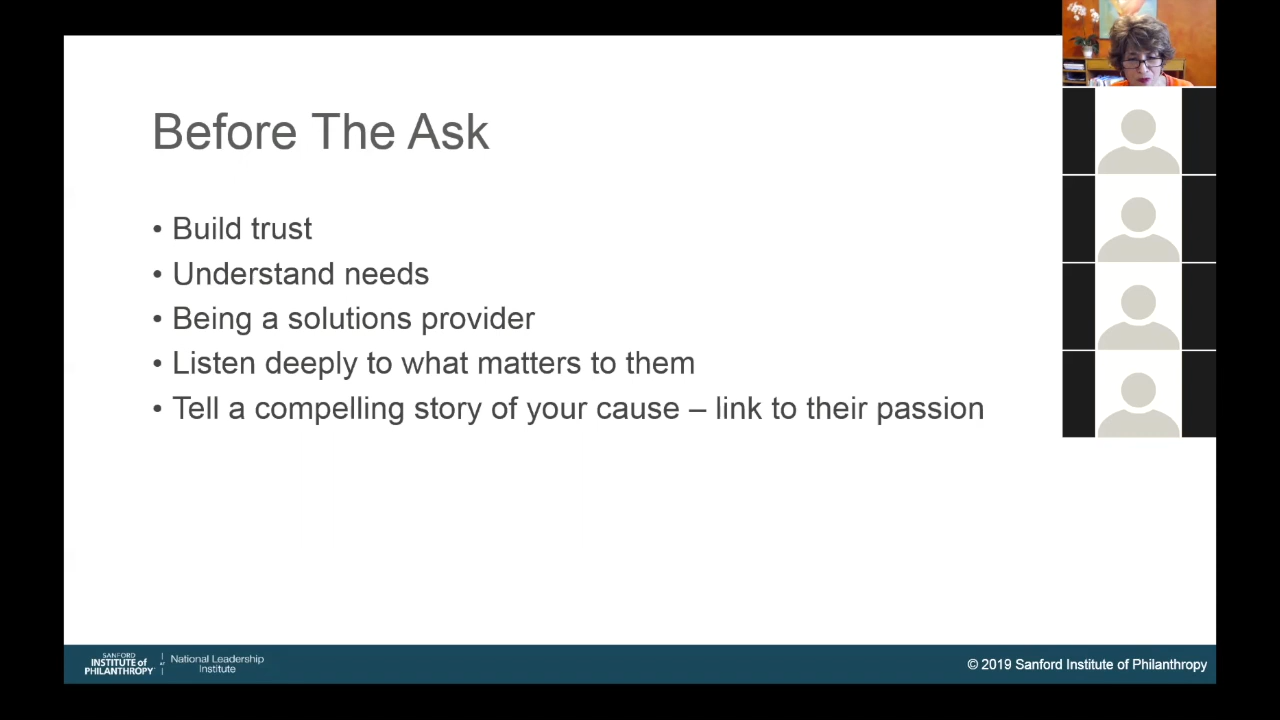 Before The Ask
• Build trust
• Understand needs
• Being a solutions provider
• Listen deeply to what matters to them
• Tell a compelling story of your cause – link to their passion
SANFORD
INSTITUTE of
PHILANTHROPY
AT
National Leadership
Institute
© 2019 Sanford Institute of Philanthropy